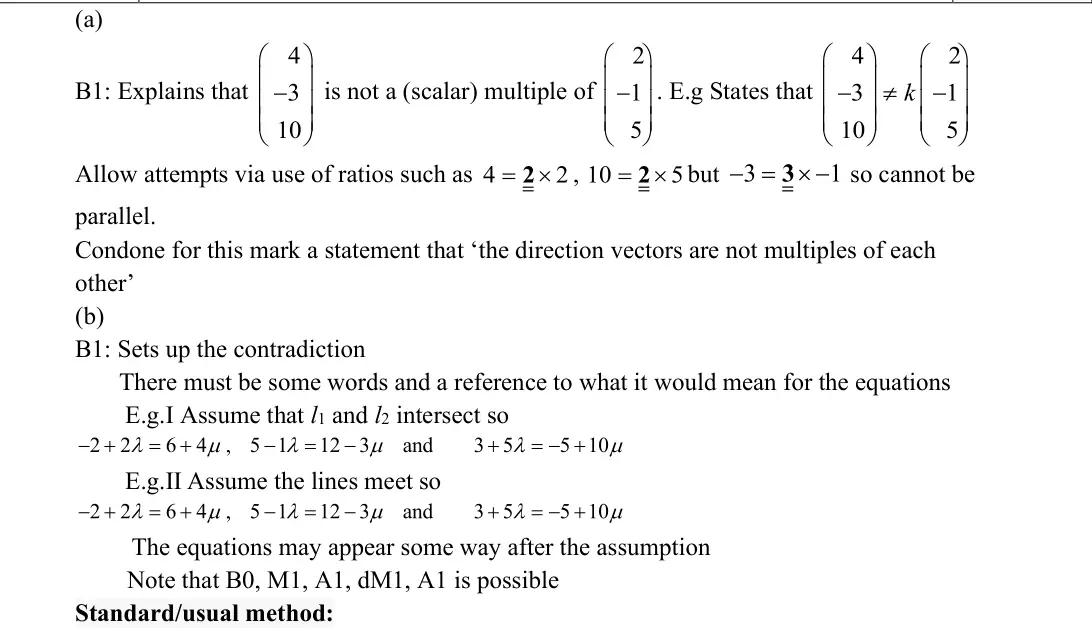 (a)
B1: Explains that (4 −3 10) is not a (scalar) multiple of (2 −1 5). E.g States that (4 −3 10) ≠ k (2 −1 5)
Allow attempts via use of ratios such as 4 = 2 × 2 , 10 = 2 × 5 but −3 = 3 × −1 so cannot be
parallel.
Condone for this mark a statement that ‘the direction vectors are not multiples of each
other’
(b)
B1: Sets up the contradiction
There must be some words and a reference to what it would mean for the equations
E.g.I Assume that l1 and l2 intersect so
−2 + 2λ = 6 + 4μ , 5 − 1λ = 12 − 3μ and 3 + 5λ = −5 + 10μ
E.g.II Assume the lines meet so
−2 + 2λ = 6 + 4μ , 5 − 1λ = 12 − 3μ and 3 + 5λ = −5 + 10μ
The equations may appear some way after the assumption
Note that B0, M1, A1, dM1, A1 is possible
Standard/usual method: